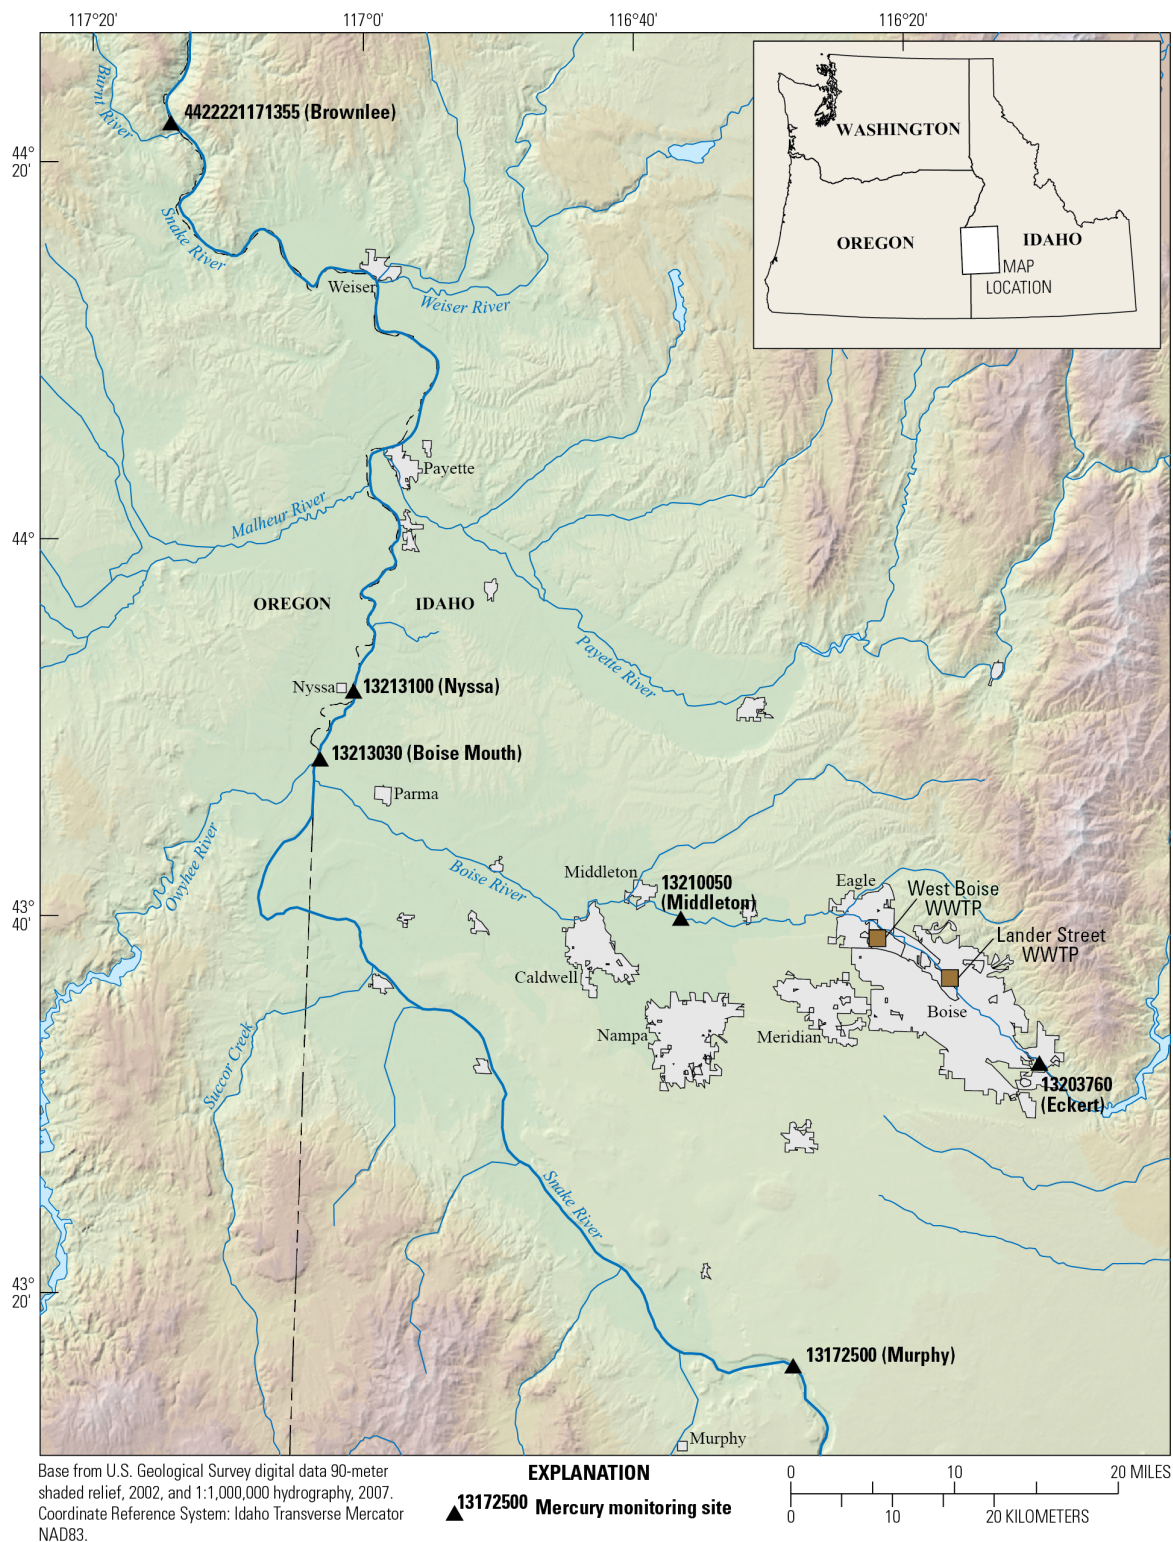 117°20'
117°0'
116°40'
116°20'
Burnt
River
4422221171355 (Brownlee)
WASHINGTON
44°
20'
Snake River
OREGON
IDAHO
MAP
LOCATION
Weiser
Weiser River
Payette
Malheur River
44°
OREGON
IDAHO
Payette River
Nyssa
13213100 (Nyssa)
13213030 (Boise Mouth)
Parma
Owyhee River
Boise River
Middleton
13210050
(Middleton)
Eagle
West Boise
WWTP
43°
40'
Lander Street
WWTP
Caldwell
Boise
Nampa
Meridian
Succor Creek
13203760
(Eckert)
Snake River
43°
20'
13172500 (Murphy)
Murphy
Base from U.S. Geological Survey digital data 90-meter
shaded relief, 2002, and 1:1,000,000 hydrography, 2007.
Coordinate Reference System: Idaho Transverse Mercator
NAD83.
EXPLANATION
13172500 Mercury monitoring site
0 10 20 MILES
0 10 20 KILOMETERS